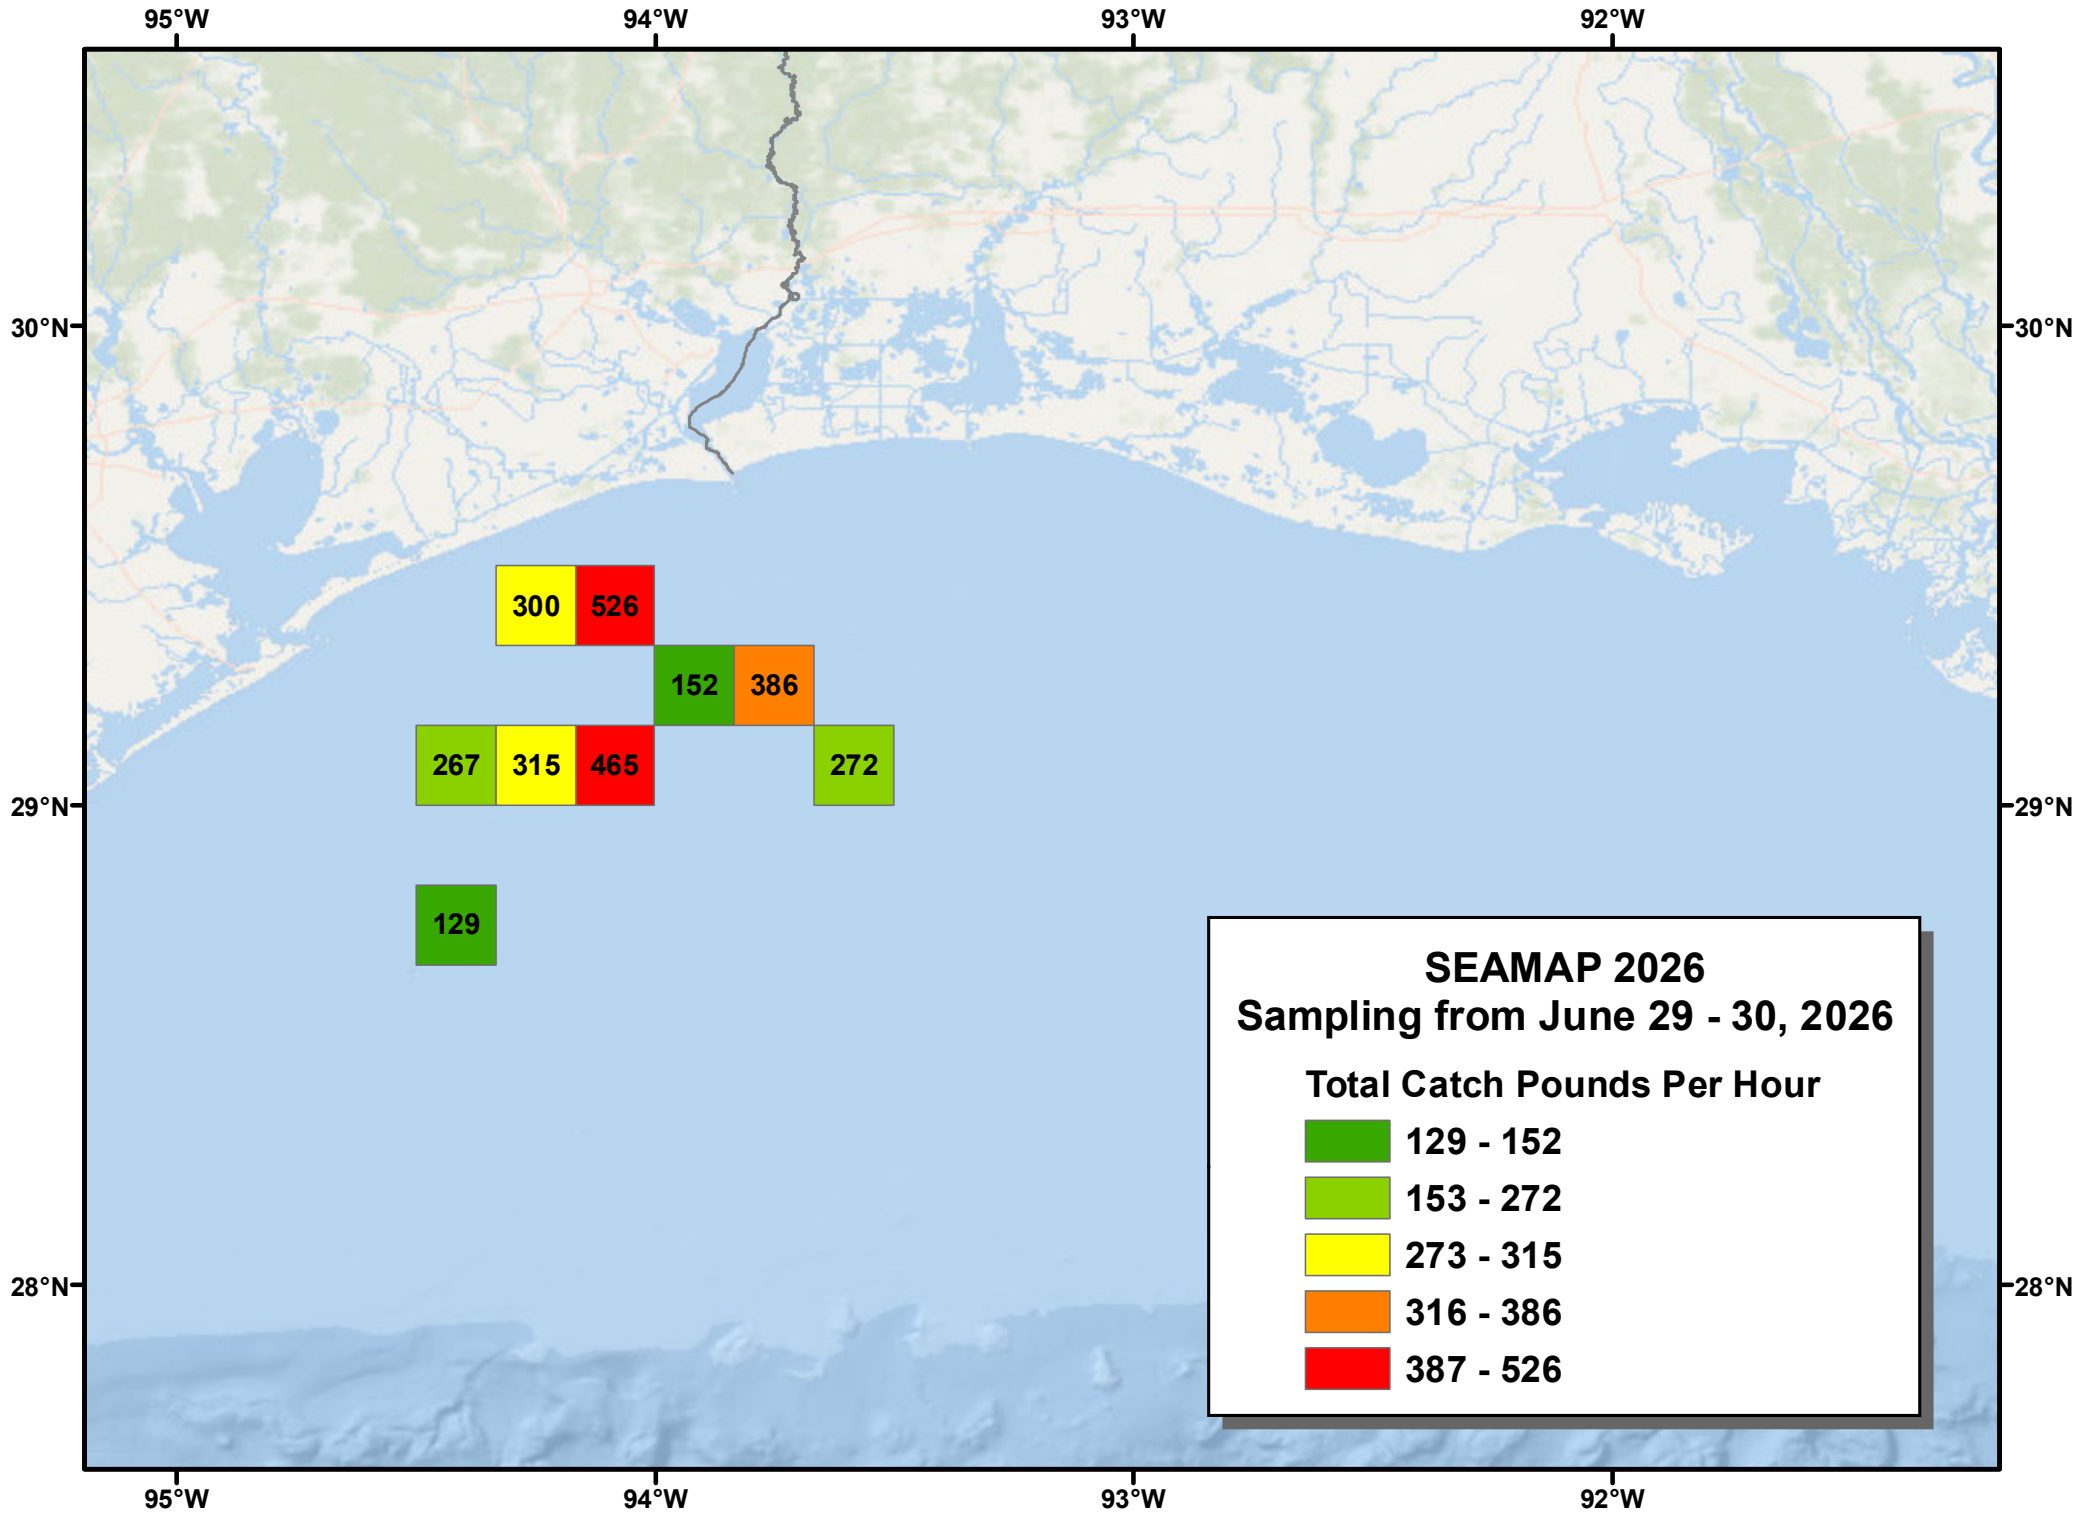 95°W 94°W 93°W 92°W
30°N 30°N
300 526
152 386
267 315 465 272
29°N 29°N
129
SEAMAP 2026
Sampling from June 29 - 30, 2026
Total Catch Pounds Per Hour
129 - 152
153 - 272
273 - 315
316 - 386
387 - 526
28°N 28°N
95°W 94°W 93°W 92°W